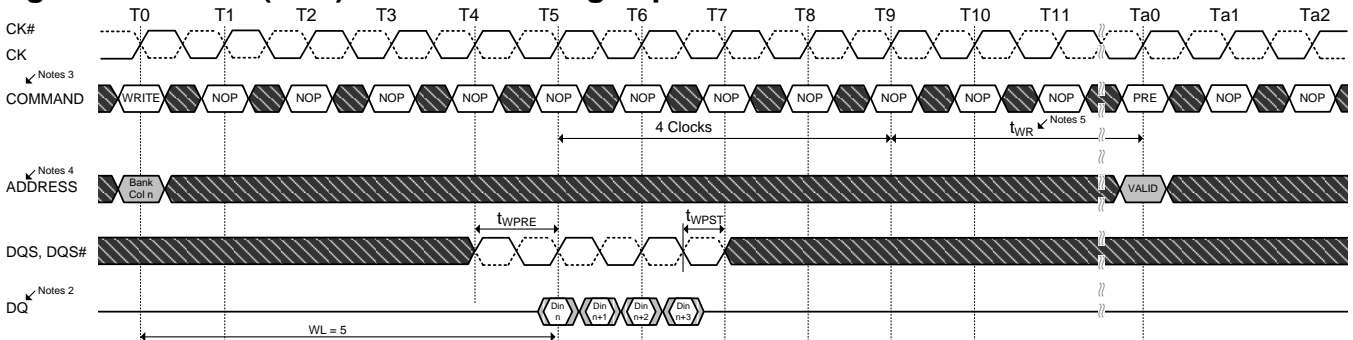 T0 T1 T2 T3 T4 T5 T6 T7 T8 T9 T10 T11 Ta0 Ta1 Ta2
CK#
CK
Notes 3
COMMAND WRITE NOP NOP NOP NOP NOP NOP NOP NOP NOP NOP NOP PRE NOP NOP
4 Clocks tWR Notes 5
Notes 4
ADDRESS Bank Col n VALID
tWPRE tWPST
DQS, DQS#
Notes 2
DQ Din n Din n+1 Din n+2 Din n+3
WL = 5